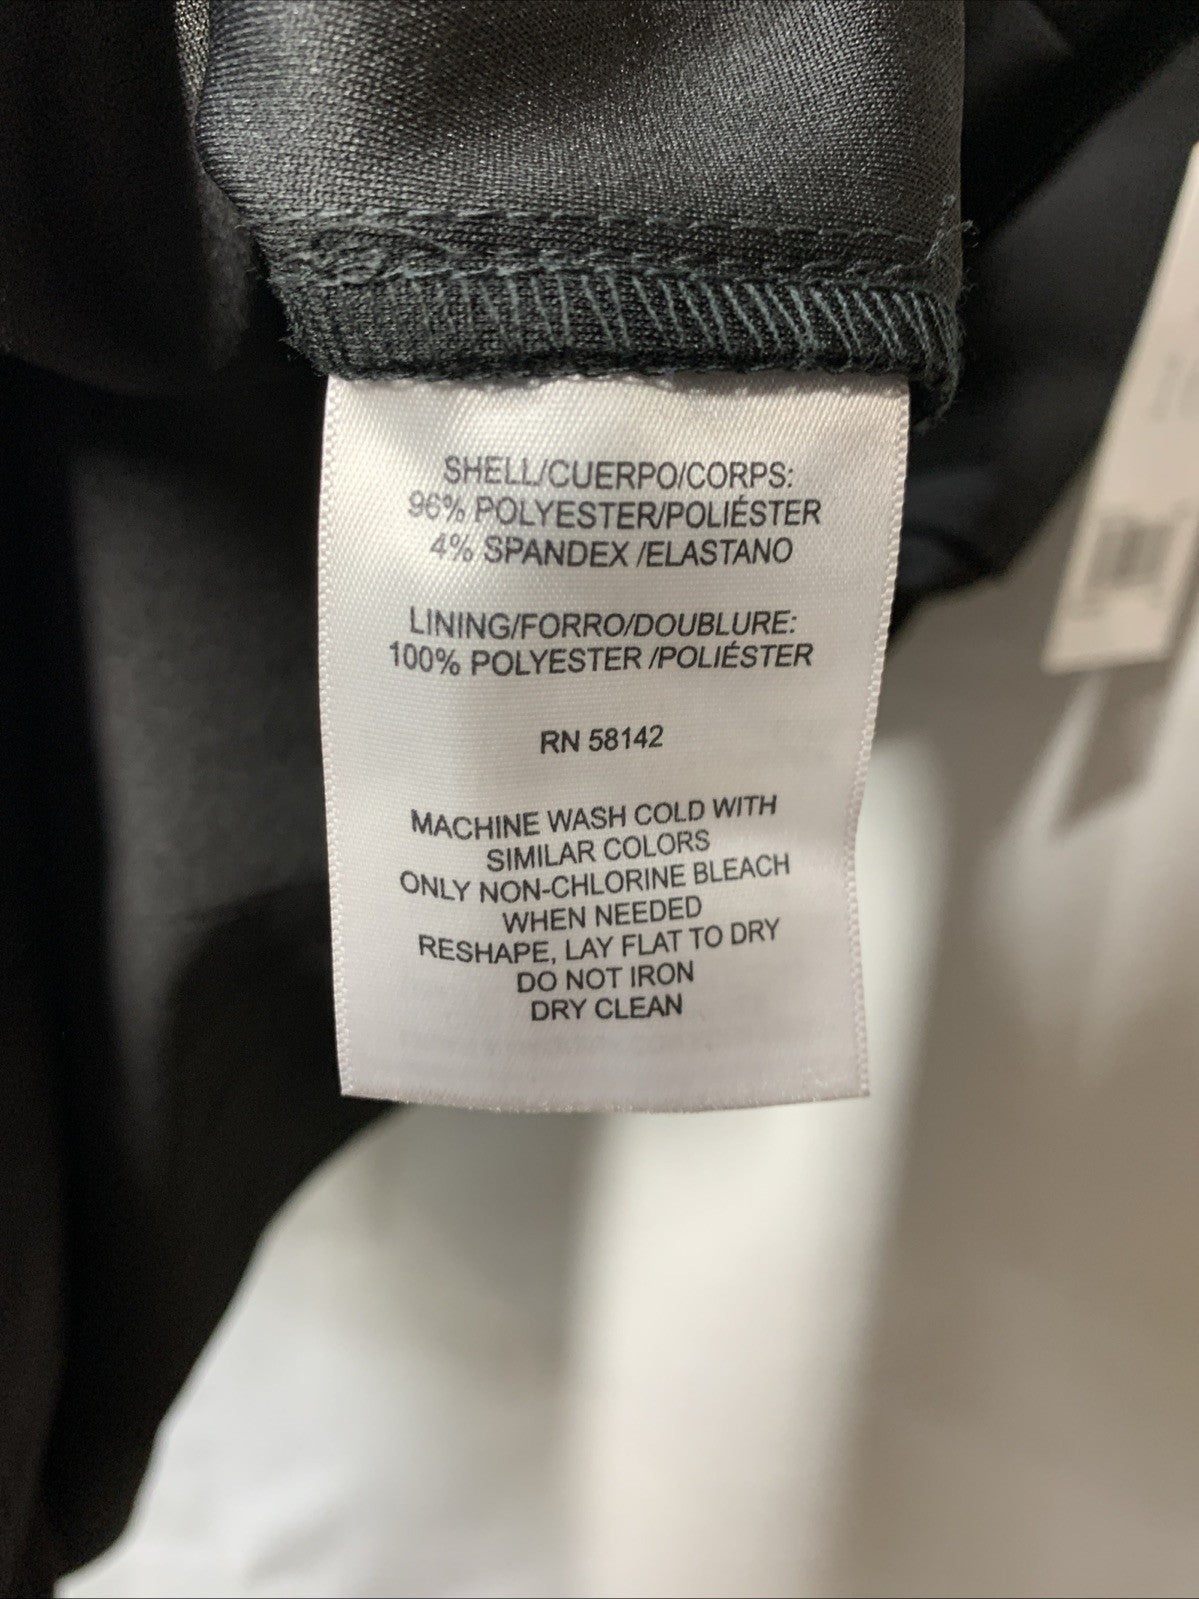 SHELL/CUERPO/CORPS:
96% POLYESTER/POLIÉSTER
4% SPANDEX /ELASTANO
LINING/FORRO/DOUBLURE:
100% POLYESTER /POLIÉSTER
RN 58142
MACHINE WASH COLD WITH
SIMILAR COLORS
ONLY NON-CHLORINE BLEACH
WHEN NEEDED
RESHAPE, LAY FLAT TO DRY
DO NOT IRON
DRY CLEAN